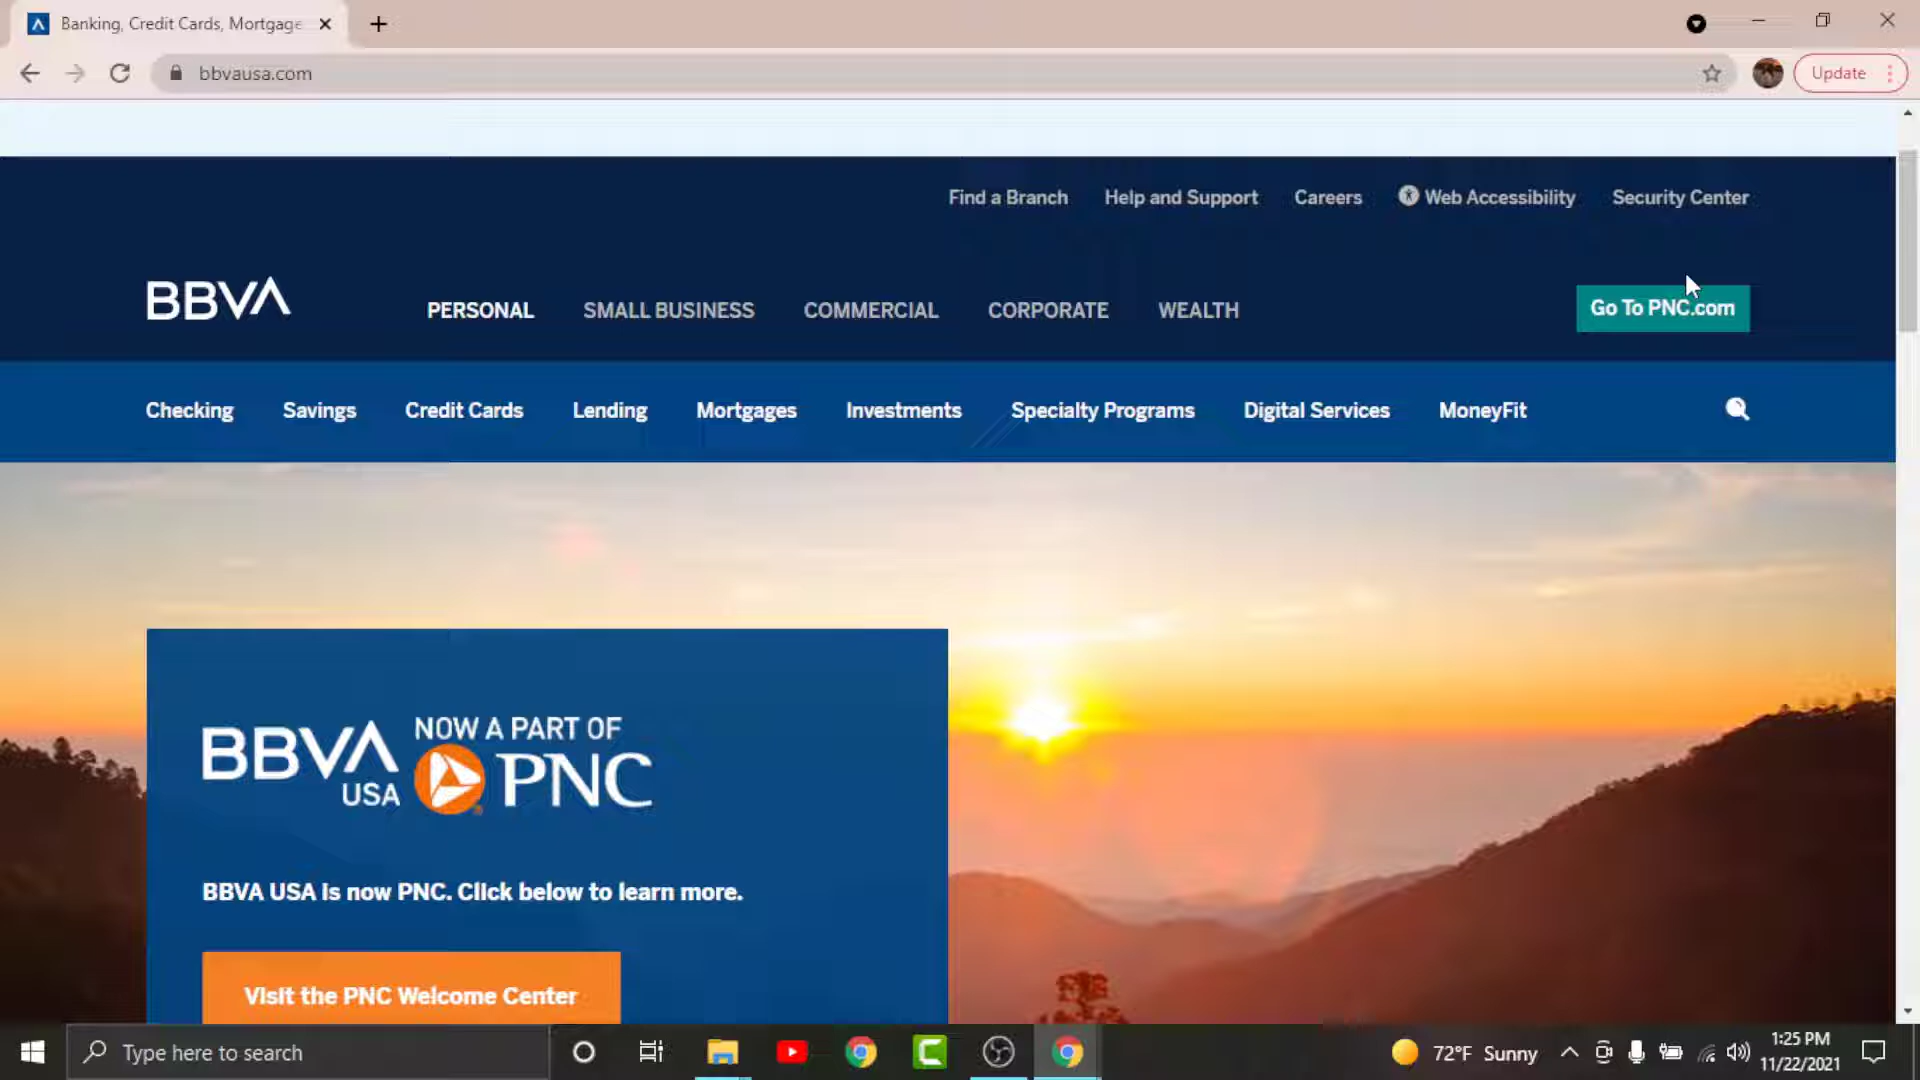 Banking, Credit Cards, Mortgage
bbvausa.com
Update
Find a Branch
Help and Support
Careers
Web Accessibility
Security Center
BBVA
PERSONAL
SMALL BUSINESS
COMMERCIAL
CORPORATE
WEALTH
Go To PNC.com
Checking
Savings
Credit Cards
Lending
Mortgages
Investments
Specialty Programs
Digital Services
MoneyFit
BBVA
USA
NOW A PART OF
PNC
BBVA USA is now PNC. Click below to learn more.
Visit the PNC Welcome Center
Type here to search
72°F Sunny
1:25 PM
11/22/2021